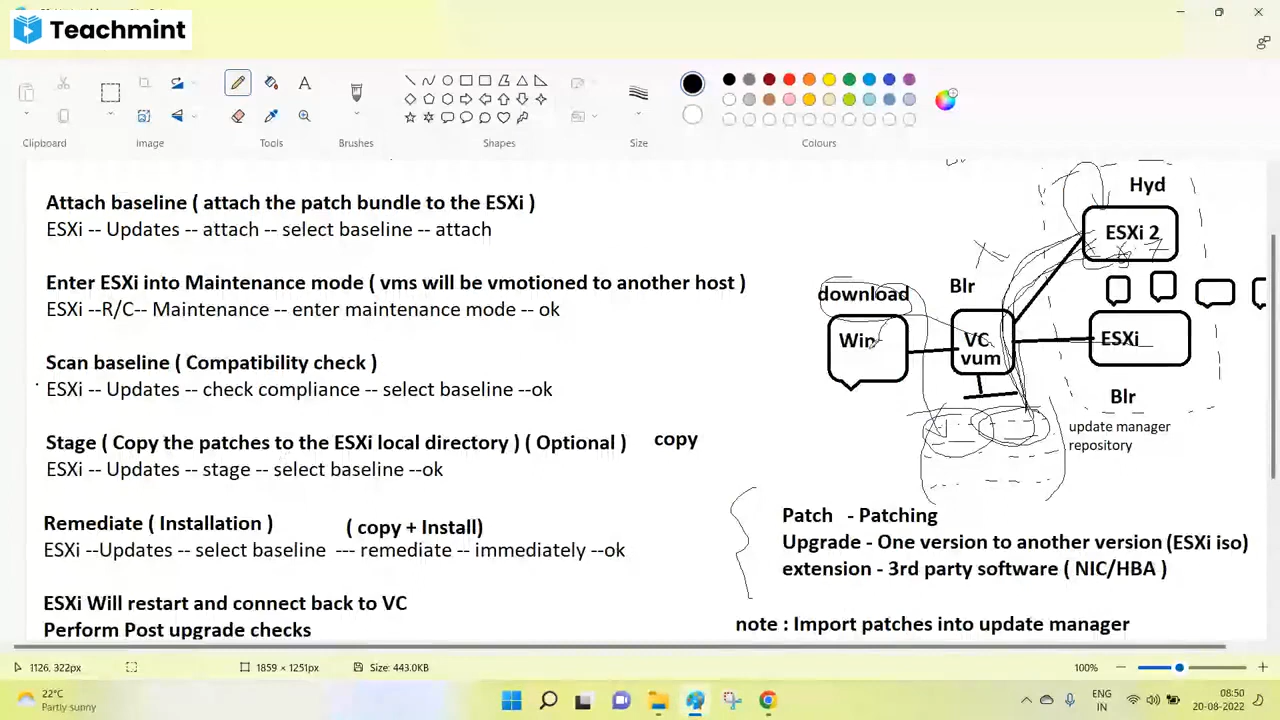 Teachmint
Clipboard
Image
Tools
Brushes
Shapes
Size
Colours
Attach baseline ( attach the patch bundle to the ESXi )
ESXi -- Updates -- attach -- select baseline -- attach
Enter ESXi into Maintenance mode ( vms will be vmotioned to another host )
ESXi --R/C-- Maintenance -- enter maintenance mode -- ok
Scan baseline ( Compatibility check )
ESXi -- Updates -- check compliance -- select baseline --ok
Stage ( Copy the patches to the ESXi local directory ) ( Optional ) copy
ESXi -- Updates -- stage -- select baseline --ok
Remediate ( Installation ) ( copy + Install)
ESXi --Updates -- select baseline --- remediate -- immediately --ok
ESXi Will restart and connect back to VC
Perform Post upgrade checks
Hyd
ESXi 2
Blr
download
Win
VC
vum
ESXi
Blr
update manager
repository
Patch - Patching
Upgrade - One version to another version (ESXi iso)
extension - 3rd party software ( NIC/HBA )
note : Import patches into update manager
1126, 322px
1859 × 1251px
Size: 443.0KB
100%
22°C
Partly sunny
ENG
IN
08:50
20-08-2022